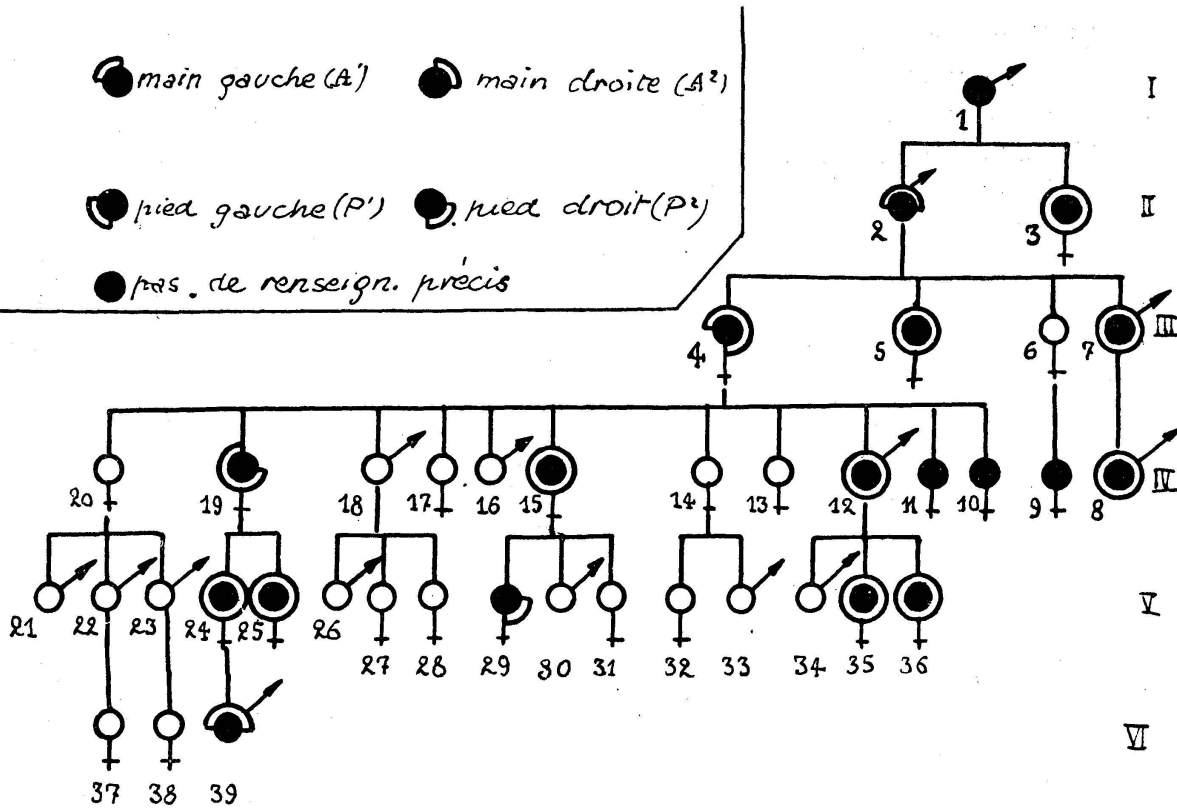 main gauche (A¹) main droite (A²)
pied gauche (P¹) pied droit (P²)
pas. de renseign. précis
I
1
II
2 3
III
4 5 6 7
IV
20 19 18 17 16 15 14 13 12 11 10 9 8
V
21 22 23 24 25 26 27 28 29 30 31 32 33 34 35 36
VI
37 38 39